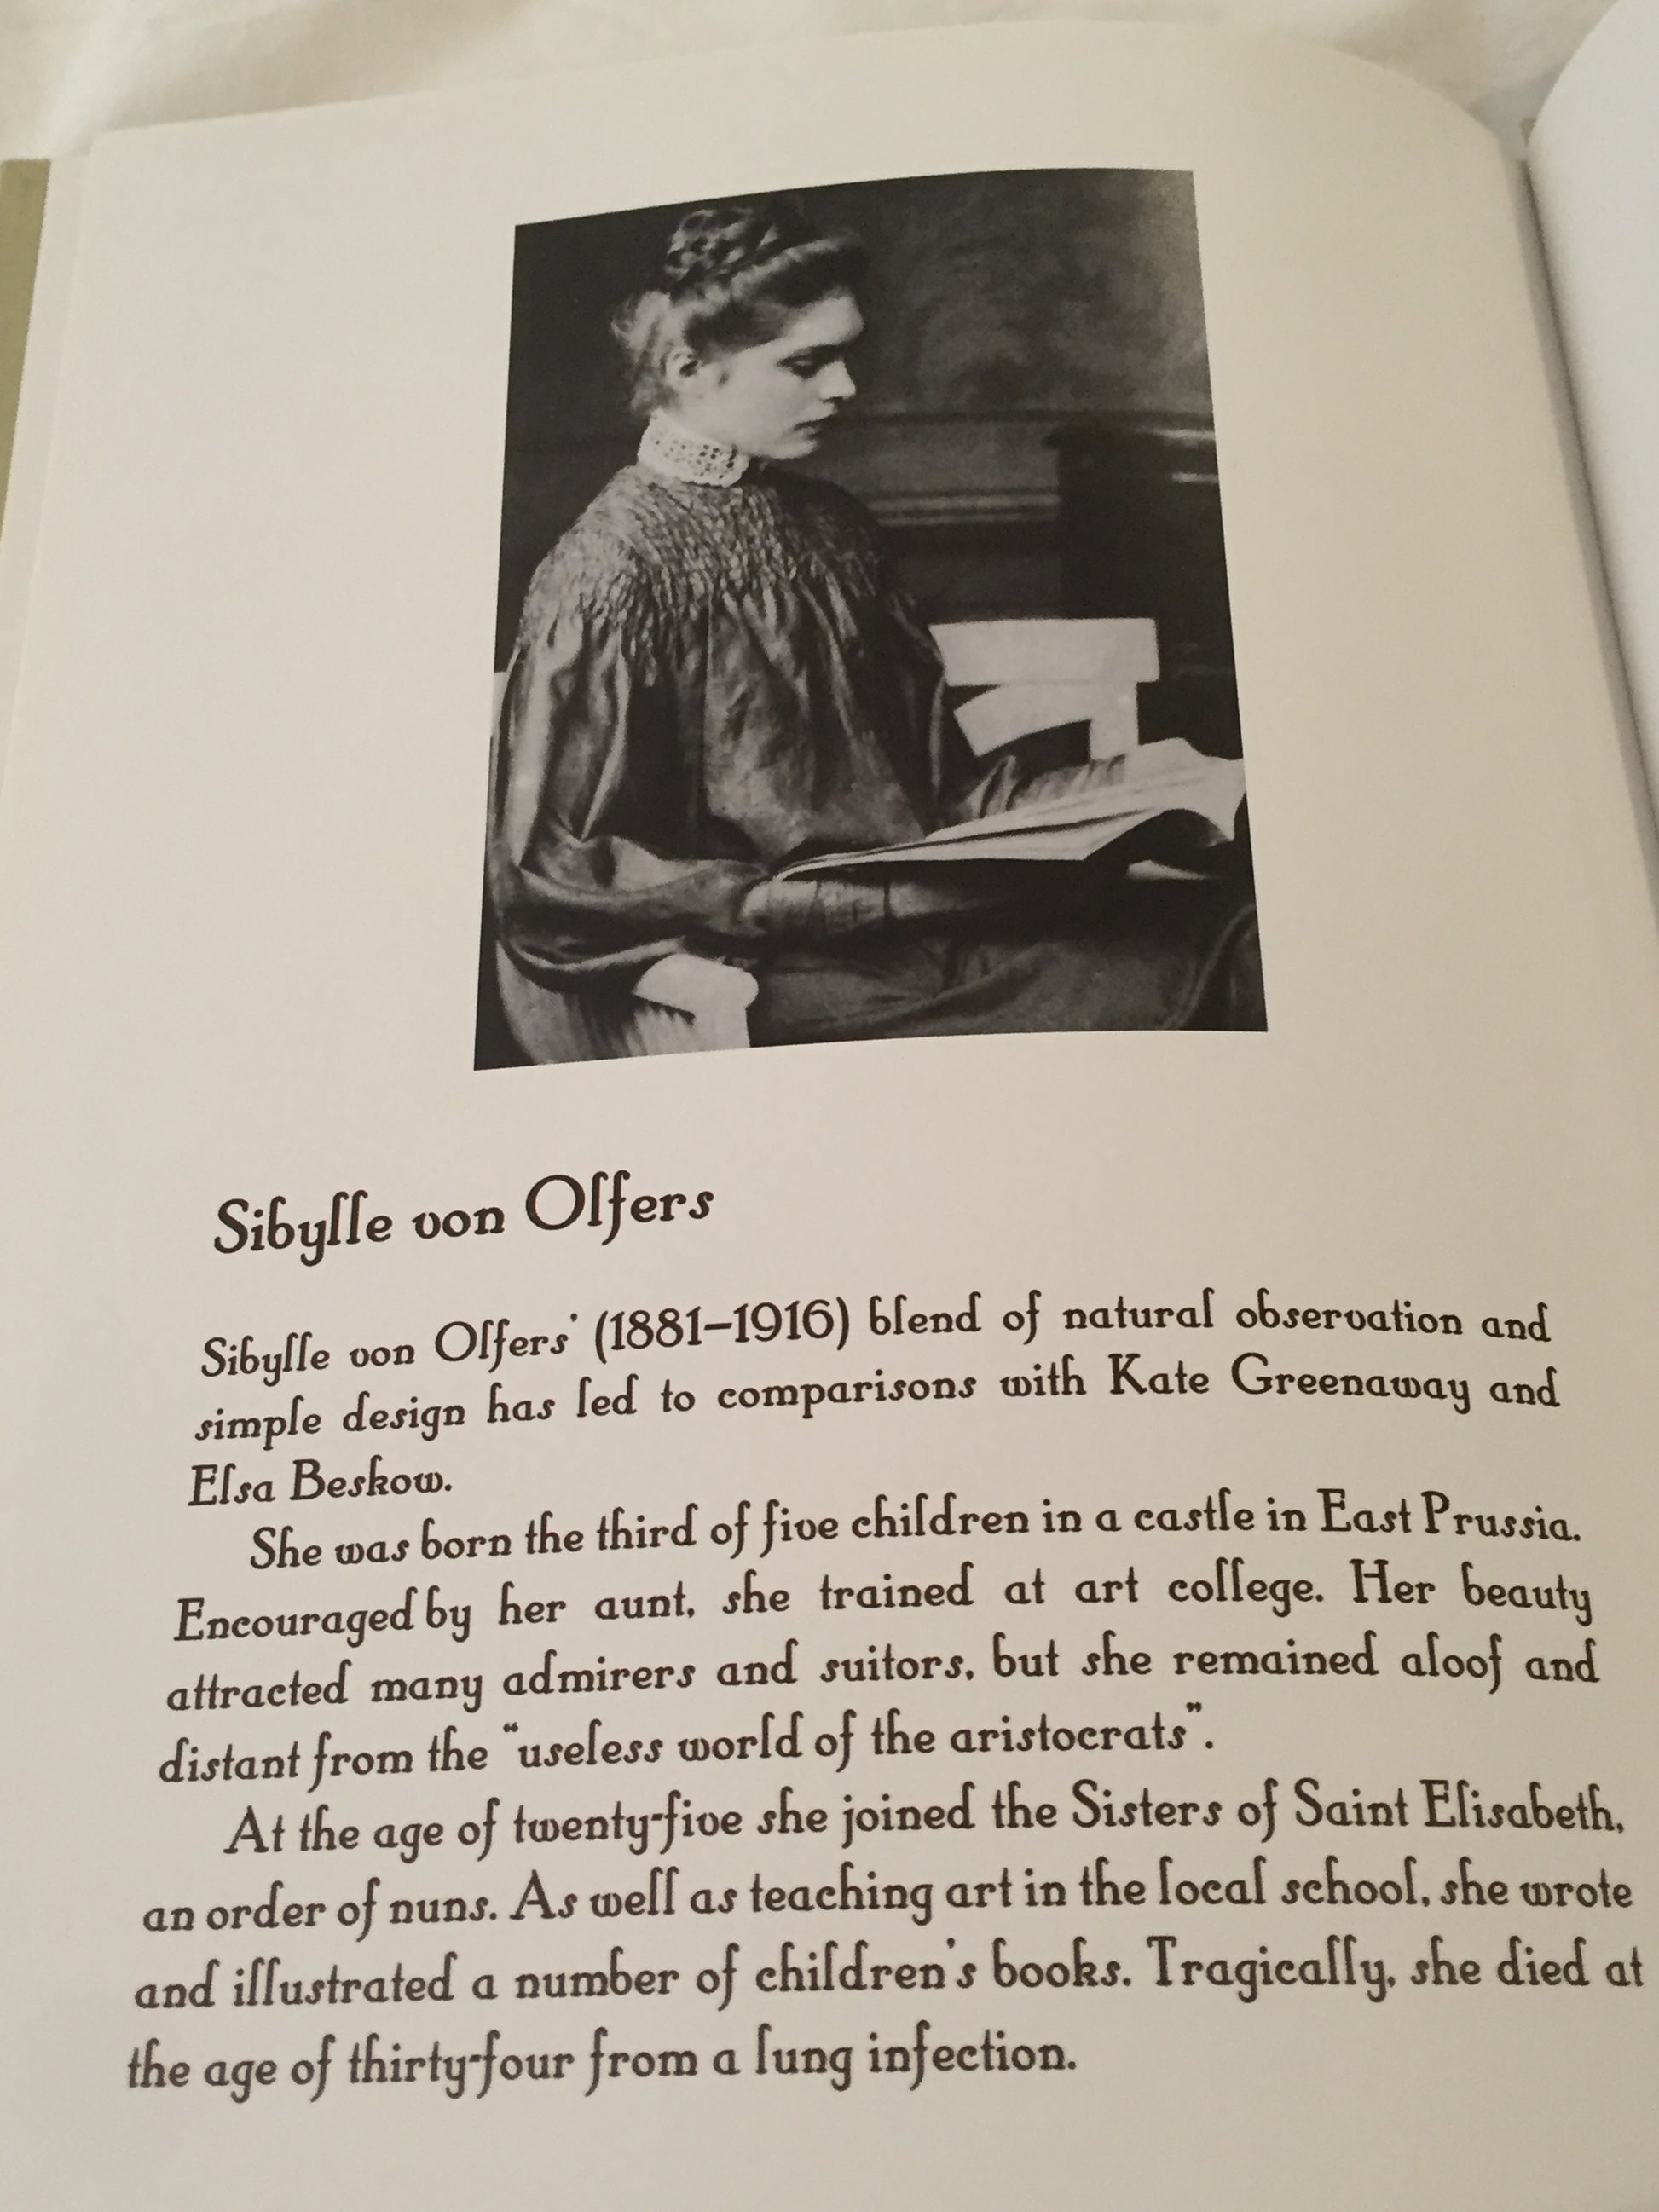 Sibylle von Olfers
Sibylle von Olfers' (1881–1916) blend of natural observation and
simple design has led to comparisons with Kate Greenaway and
Elsa Beskow.
She was born the third of five children in a castle in East Prussia.
Encouraged by her aunt, she trained at art college. Her beauty
attracted many admirers and suitors, but she remained aloof and
distant from the “useless world of the aristocrats”.
At the age of twenty-five she joined the Sisters of Saint Elisabeth,
an order of nuns. As well as teaching art in the local school, she wrote
and illustrated a number of children's books. Tragically, she died at
the age of thirty-four from a lung infection.